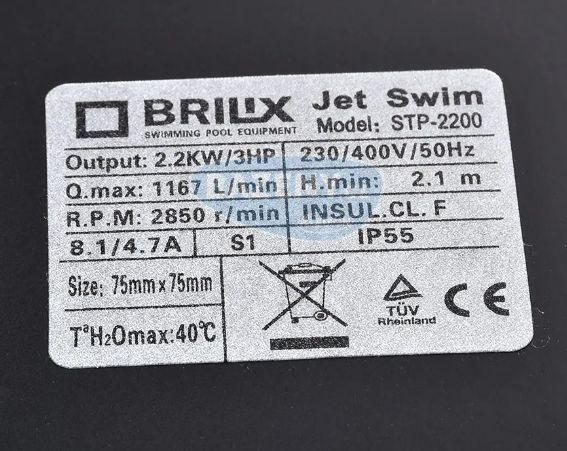 BRILIX Jet Swim
SWIMMING POOL EQUIPMENT Model: STP-2200
Output: 2.2KW/3HP 230/400V/50Hz
Q.max: 1167 L/min H.min: 2.1 m
R.P.M: 2850 r/min INSUL.CL. F
8.1/4.7A S1 IP55
Size: 75mm x 75mm
TªH₂Omax:40℃
TÜV
Rheinland
CE